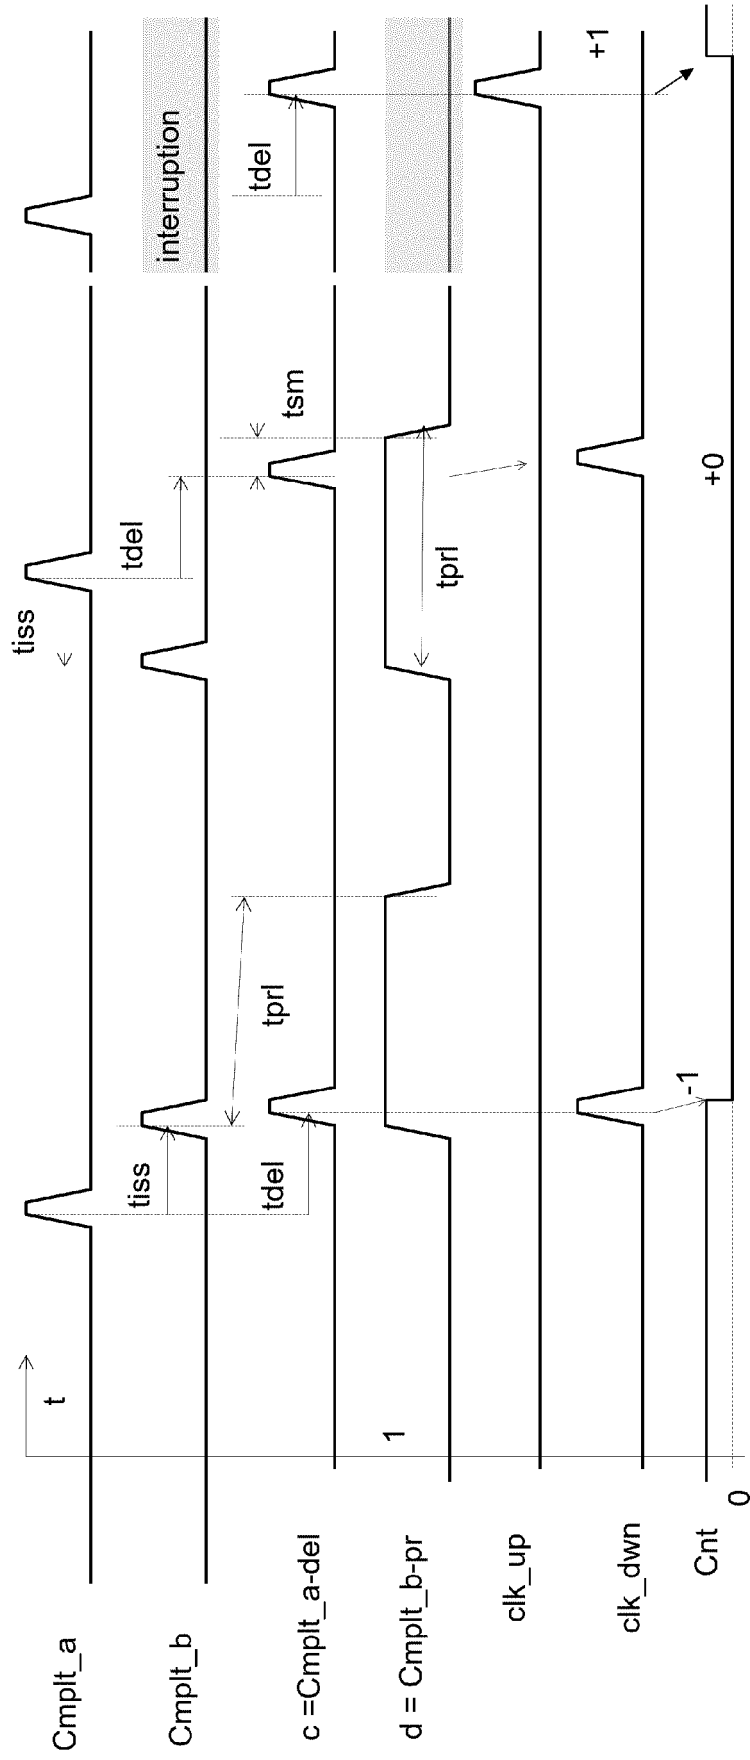 Cmplt_a
t
tiss
Cmplt_b
tiss
tdel
interruption
c =Cmplt_a-del
tdel
tprl
tsm
tdel
d = Cmplt_b-pr
1
tprl
clk_up
clk_dwn
+1
Cnt
-1
+0
0